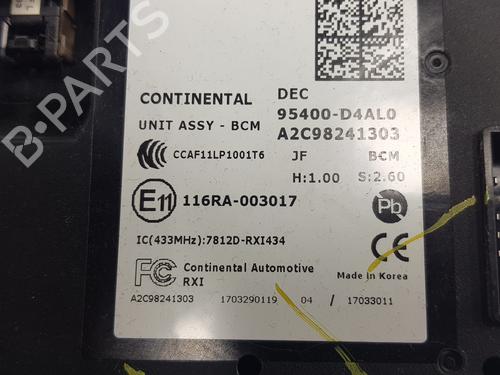 DEC
CONTINENTAL 95400-D4AL0
UNIT ASSY - BCM A2C98241303
CCAF11LP1001T6 JF BCM
H:1.00 S:2.60
E11 116RA-003017 Pb
IC(433MHz):7812D-RXI434
CE
FC Continental Automotive
RXI
Made in Korea
A2C98241303 1703290119 04 / 17033011
B-PARTS